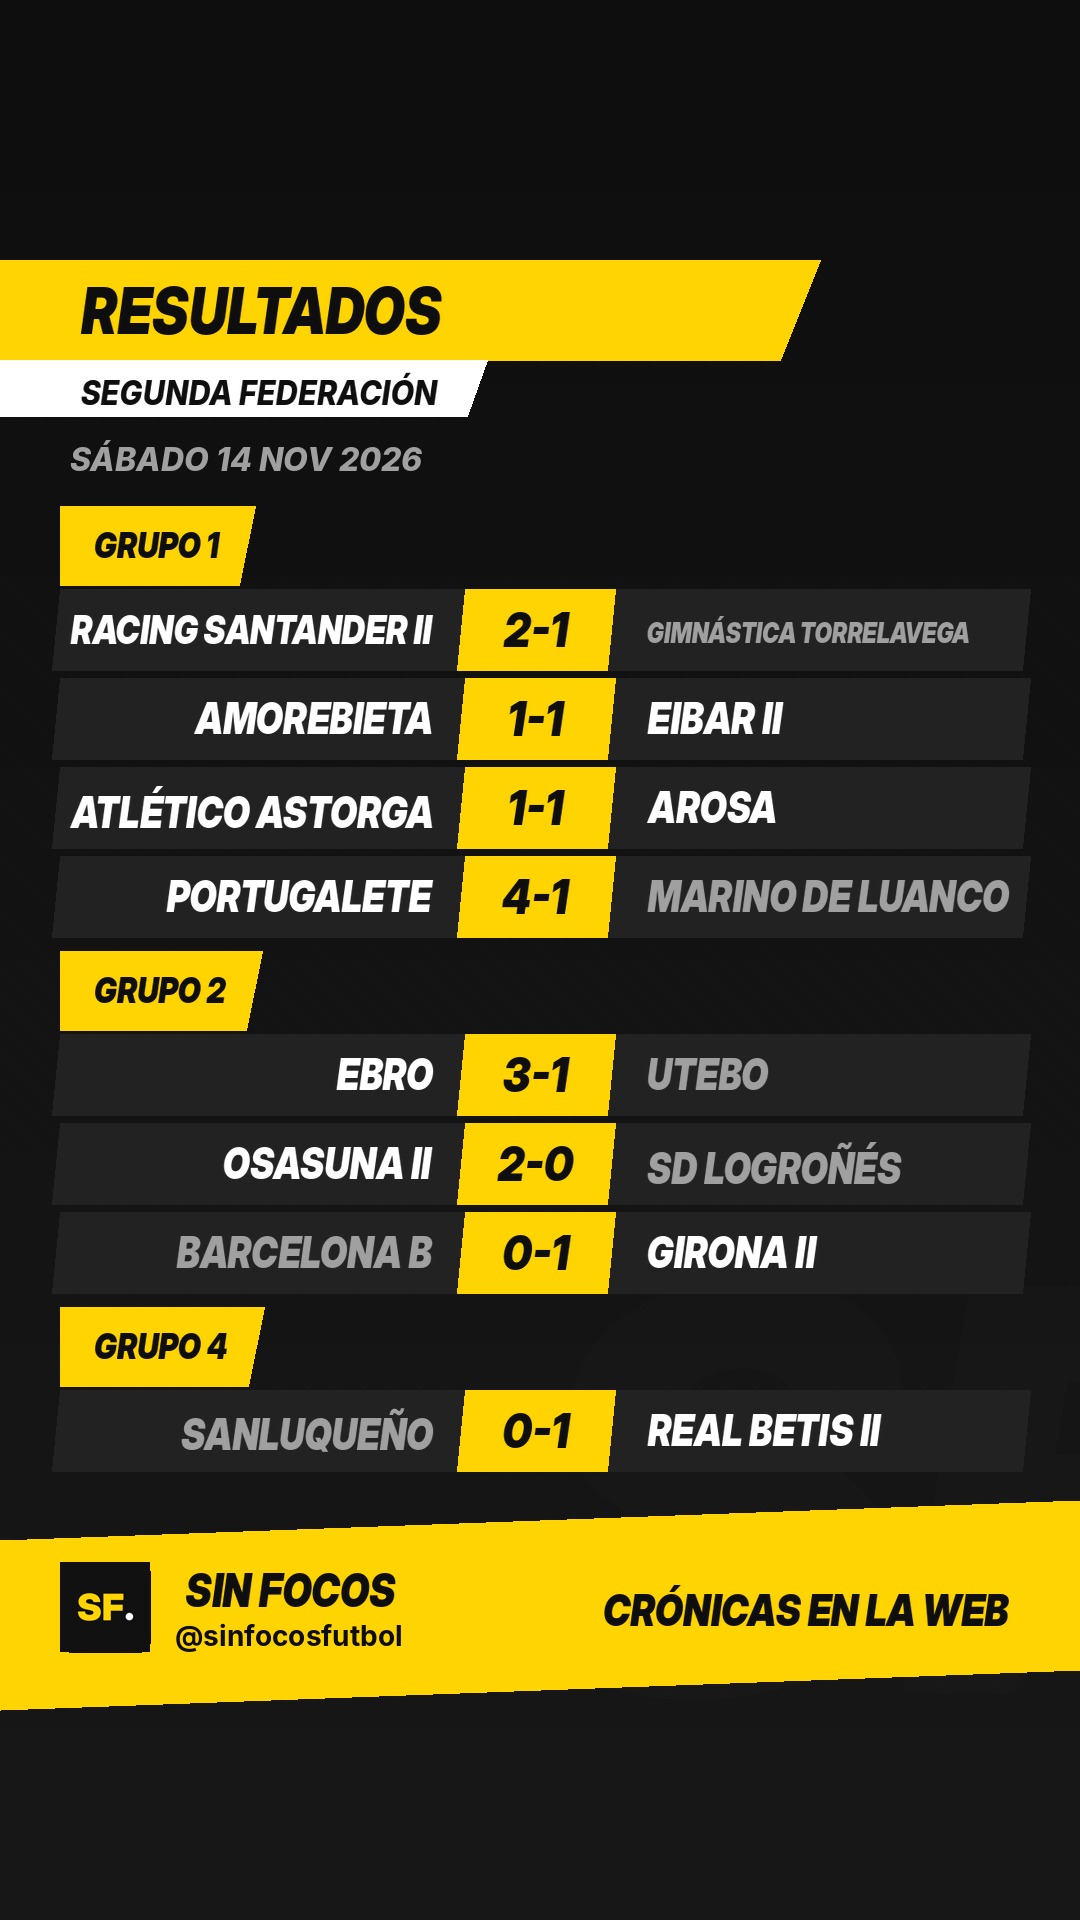 RESULTADOS
SEGUNDA FEDERACIÓN
SÁBADO 14 NOV 2026
GRUPO 1
RACING SANTANDER II 2-1 GIMNÁSTICA TORRELAVEGA
AMOREBIETA 1-1 EIBAR II
ATLÉTICO ASTORGA 1-1 AROSA
PORTUGALETE 4-1 MARINO DE LUANCO
GRUPO 2
EBRO 3-1 UTEBO
OSASUNA II 2-0 SD LOGROÑÉS
BARCELONA B 0-1 GIRONA II
GRUPO 4
SANLUQUEÑO 0-1 REAL BETIS II
SF.
SIN FOCOS
@sinfocosfutbol
CRÓNICAS EN LA WEB